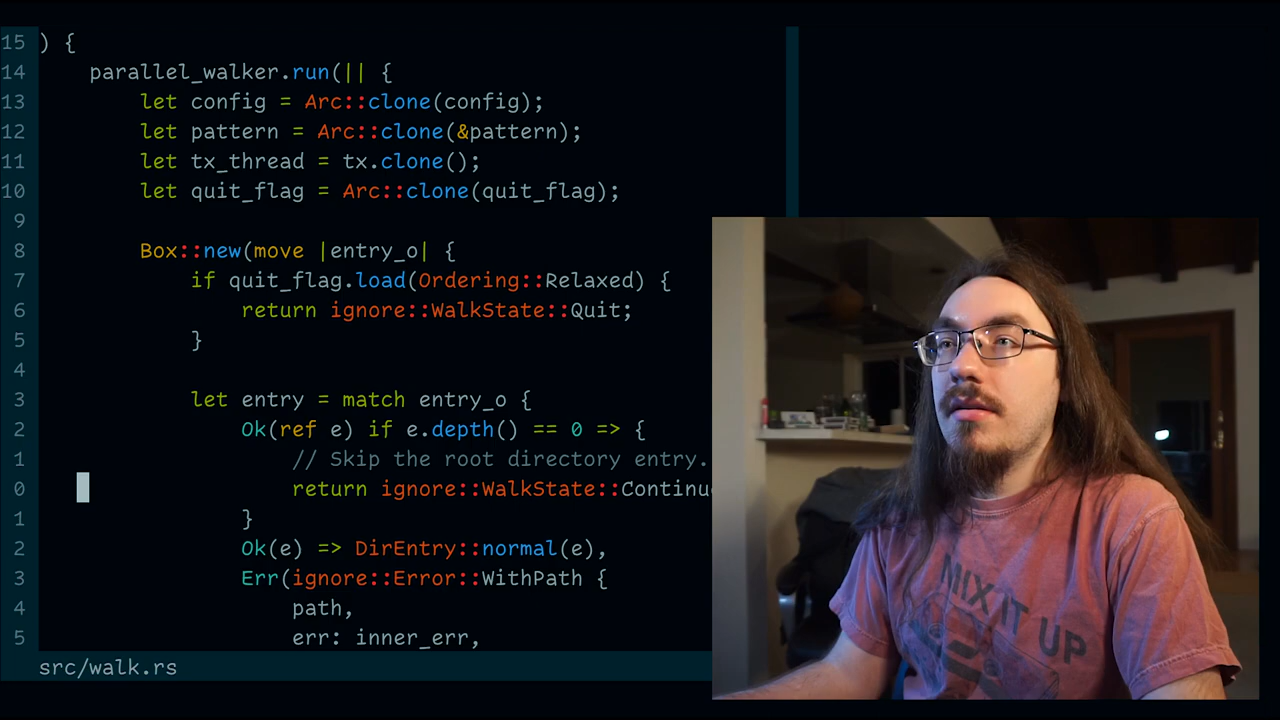 15 ) {
14 parallel_walker.run(|| {
13 let config = Arc::clone(config);
12 let pattern = Arc::clone(&pattern);
11 let tx_thread = tx.clone();
10 let quit_flag = Arc::clone(quit_flag);
9
8 Box::new(move |entry_o| {
7 if quit_flag.load(Ordering::Relaxed) {
6 return ignore::WalkState::Quit;
5 }
4
3 let entry = match entry_o {
2 Ok(ref e) if e.depth() == 0 => {
1 // Skip the root directory entry.
0 return ignore::WalkState::Continu
1 }
2 Ok(e) => DirEntry::normal(e),
3 Err(ignore::Error::WithPath {
4 path,
5 err: inner_err,
src/walk.rs
MIX IT UP